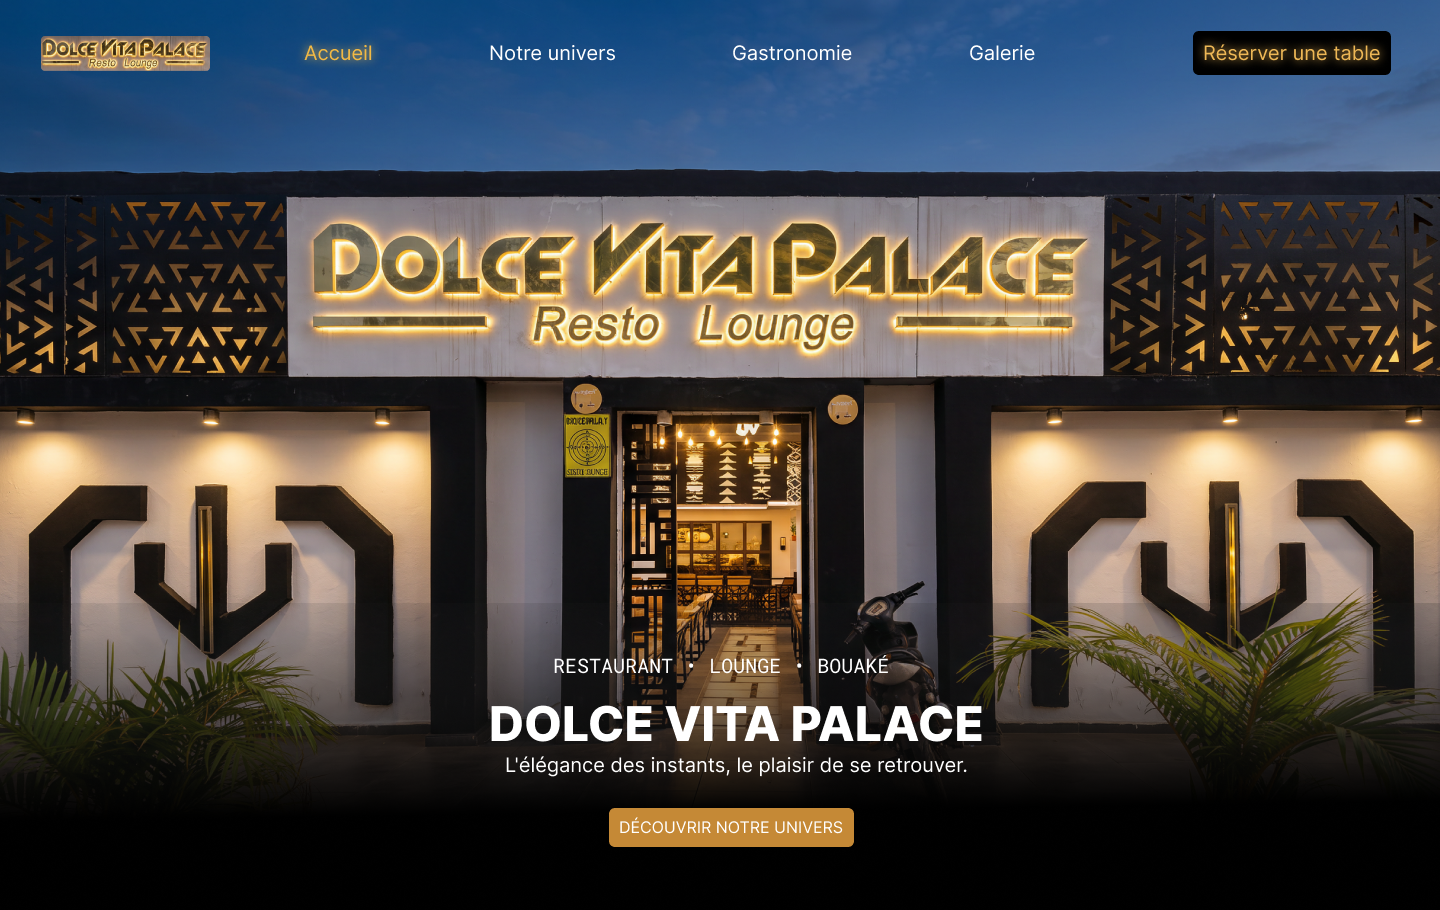 DOLCE VITA PALACE
Resto Lounge
Accueil
Notre univers
Gastronomie
Galerie
Réserver une table
DOLCE VITA PALACE
Resto Lounge
RESTAURANT • LOUNGE • BOUAKÉ
DOLCE VITA PALACE
L'élégance des instants, le plaisir de se retrouver.
DÉCOUVRIR NOTRE UNIVERS